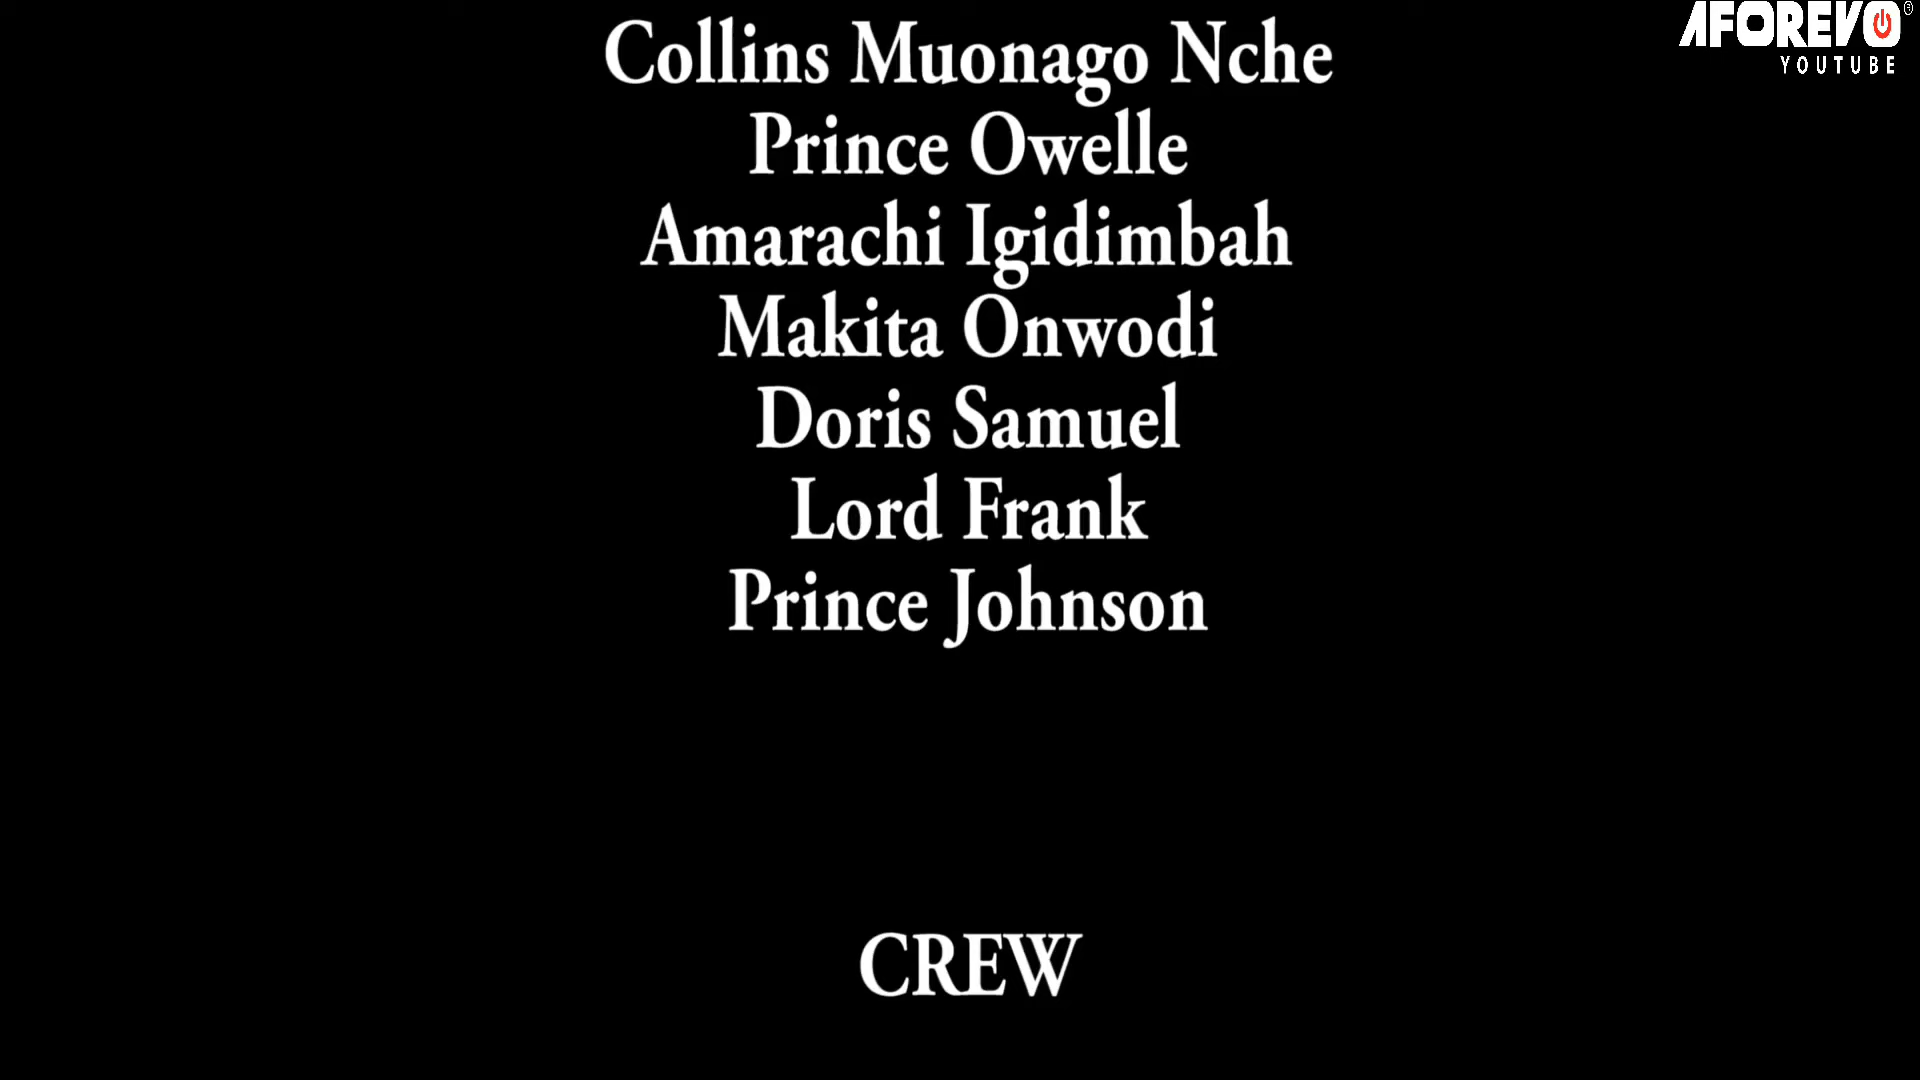 AFOREVO
YOUTUBE
Collins Muonago Nche
Prince Owelle
Amarachi Igidimbah
Makita Onwodi
Doris Samuel
Lord Frank
Prince Johnson
CREW